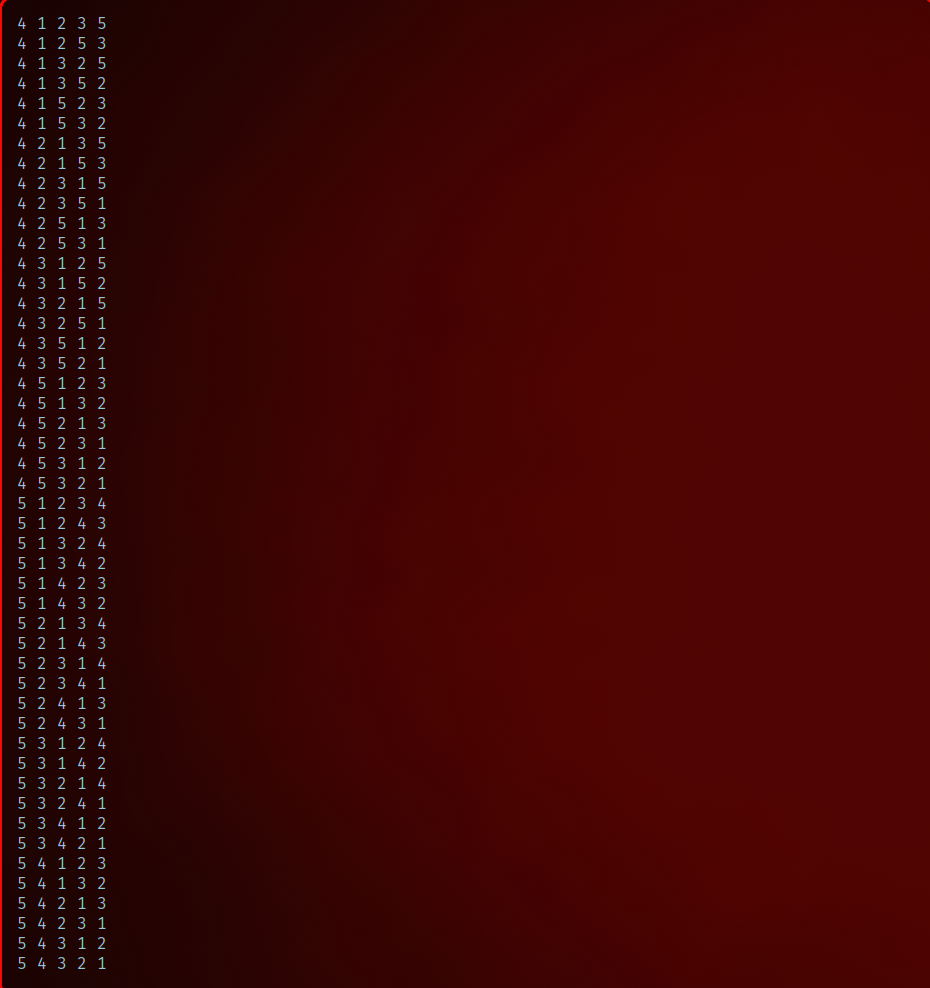 4 1 2 3 5
4 1 2 5 3
4 1 3 2 5
4 1 3 5 2
4 1 5 2 3
4 1 5 3 2
4 2 1 3 5
4 2 1 5 3
4 2 3 1 5
4 2 3 5 1
4 2 5 1 3
4 2 5 3 1
4 3 1 2 5
4 3 1 5 2
4 3 2 1 5
4 3 2 5 1
4 3 5 1 2
4 3 5 2 1
4 5 1 2 3
4 5 1 3 2
4 5 2 1 3
4 5 2 3 1
4 5 3 1 2
4 5 3 2 1
5 1 2 3 4
5 1 2 4 3
5 1 3 2 4
5 1 3 4 2
5 1 4 2 3
5 1 4 3 2
5 2 1 3 4
5 2 1 4 3
5 2 3 1 4
5 2 3 4 1
5 2 4 1 3
5 2 4 3 1
5 3 1 2 4
5 3 1 4 2
5 3 2 1 4
5 3 2 4 1
5 3 4 1 2
5 3 4 2 1
5 4 1 2 3
5 4 1 3 2
5 4 2 1 3
5 4 2 3 1
5 4 3 1 2
5 4 3 2 1